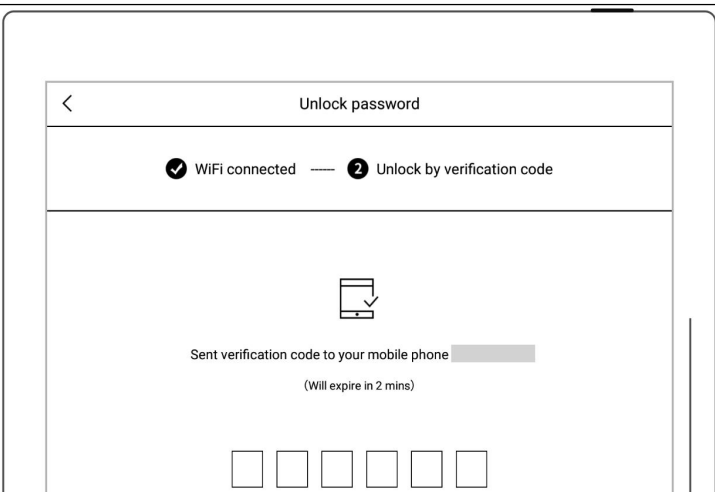 Unlock password
WiFi connected ----- 2 Unlock by verification code
Sent verification code to your mobile phone
(Will expire in 2 mins)